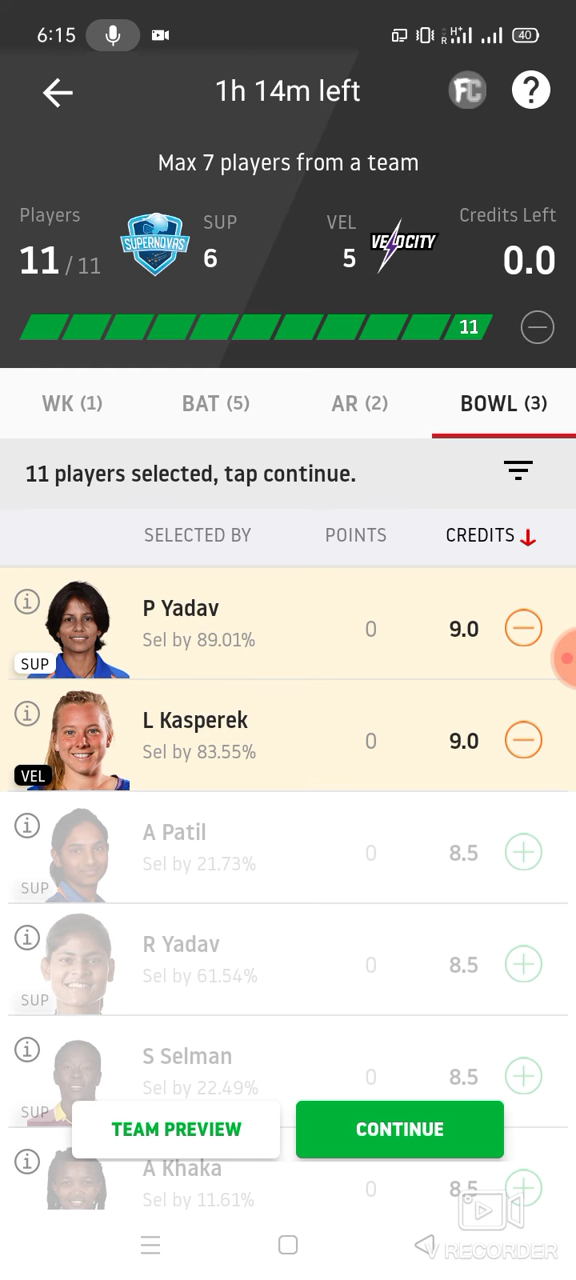 6:15
H+
R
40
1h 14m left
FC
?
Max 7 players from a team
Players
11 / 11
SUPERNOVAS
SUP
6
VEL
5
VELOCITY
Credits Left
0.0
11
WK (1)
BAT (5)
AR (2)
BOWL (3)
11 players selected, tap continue.
SELECTED BY
POINTS
CREDITS
P Yadav
Sel by 89.01%
0
9.0
SUP
L Kasperek
Sel by 83.55%
0
9.0
VEL
A Patil
Sel by 21.73%
0
8.5
SUP
R Yadav
Sel by 61.54%
0
8.5
SUP
S Selman
Sel by 22.49%
0
8.5
SUP
TEAM PREVIEW
CONTINUE
A Khaka
Sel by 11.61%
0
8.5
V RECORDER